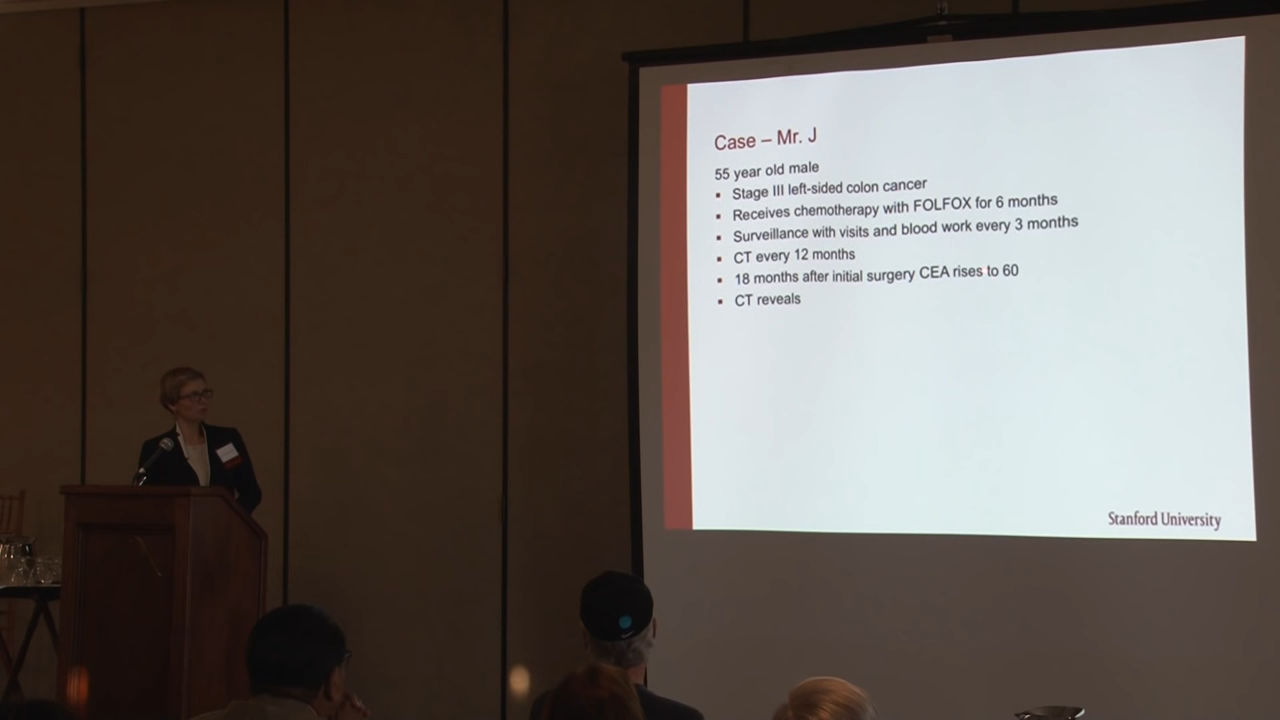 Case – Mr. J
55 year old male
▪ Stage III left-sided colon cancer
▪ Receives chemotherapy with FOLFOX for 6 months
▪ Surveillance with visits and blood work every 3 months
▪ CT every 12 months
▪ 18 months after initial surgery CEA rises to 60
▪ CT reveals
Stanford University